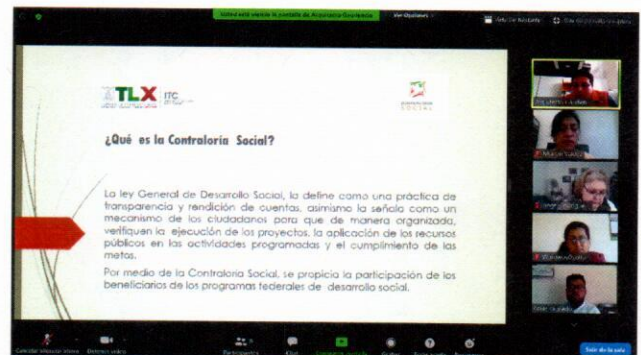 Ver Opciones
TLX ITC
SOCIAL
¿Qué es la Contraloría Social?
La ley General de Desarrollo Social, la define como una práctica de
transparencia y rendición de cuentas, asimismo la señala como un
mecanismo de los ciudadanos para que de manera organizada,
verifiquen la ejecución de los proyectos, la aplicación de los recursos
públicos en las actividades programadas y el cumplimiento de las
metas.
Por medio de la Contraloría Social, se propicia la participación de los
beneficiarios de los programas federales de desarrollo social.
Detener video
Participantes
Chat
Salir de la sala